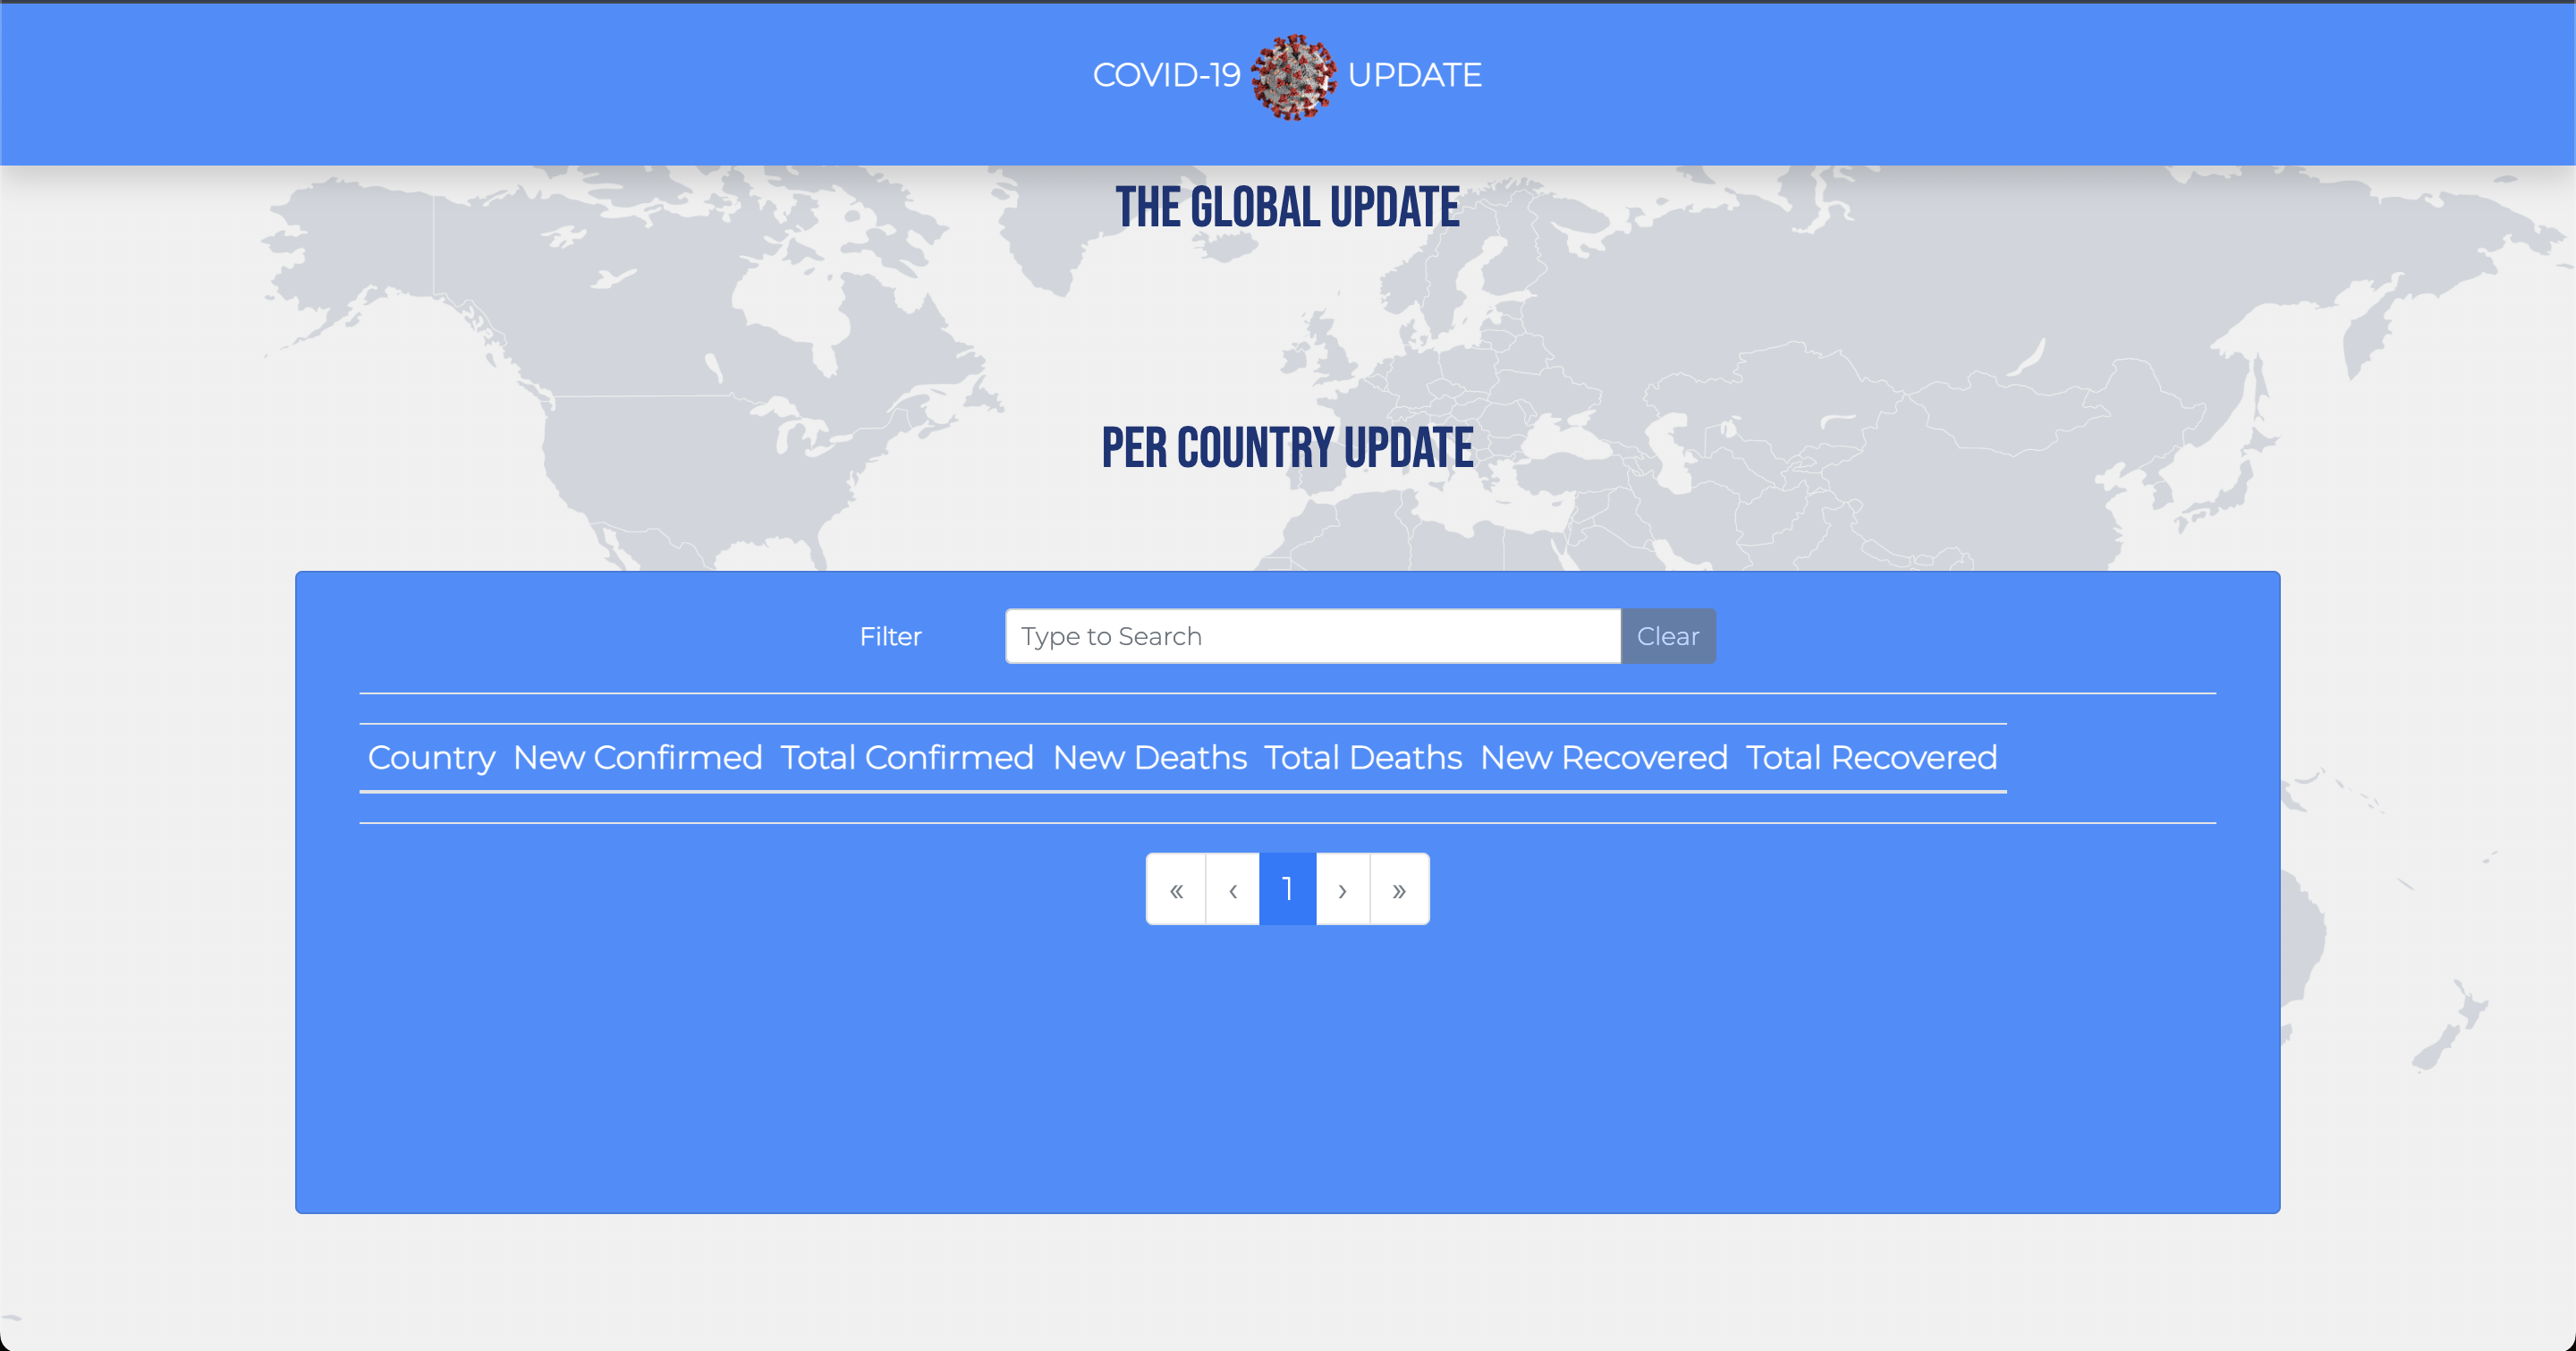 COVID-19 UPDATE
THE GLOBAL UPDATE
PER COUNTRY UPDATE
Filter Type to Search Clear
Country New Confirmed Total Confirmed New Deaths Total Deaths New Recovered Total Recovered
« ‹ 1 › »